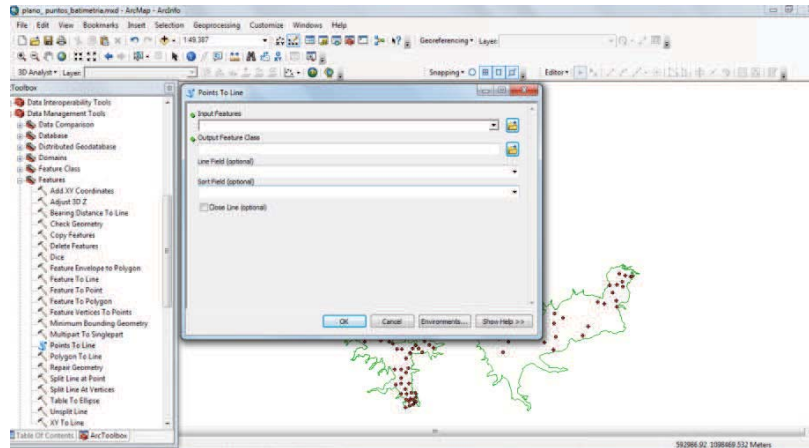 plano_ puntos_batimetria.mxd - ArcMap - ArcInfo
File Edit View Bookmarks Insert Selection Geoprocessing Customize Windows Help
1:49.387
Georeferencing ▾ Layer:
3D Analyst ▾ Layer:
Snapping ▾
Editor ▾
Toolbox
Data Interoperability Tools
Data Management Tools
Data Comparison
Database
Distributed Geodatabase
Domains
Feature Class
Features
Add XY Coordinates
Adjust 3D Z
Bearing Distance To Line
Check Geometry
Copy Features
Delete Features
Dice
Feature Envelope to Polygon
Feature To Line
Feature To Point
Feature To Polygon
Feature Vertices To Points
Minimum Bounding Geometry
Multipart To Singlepart
Points To Line
Polygon To Line
Repair Geometry
Split Line at Point
Split Line At Vertices
Table To Ellipse
Unsplit Line
XY To Line
Table Of Contents
ArcToolbox
Points To Line
Input Features
Output Feature Class
Line Field (optional)
Sort Field (optional)
Close Line (optional)
OK Cancel Environments... Show Help >>
592986.92 1098469.532 Meters